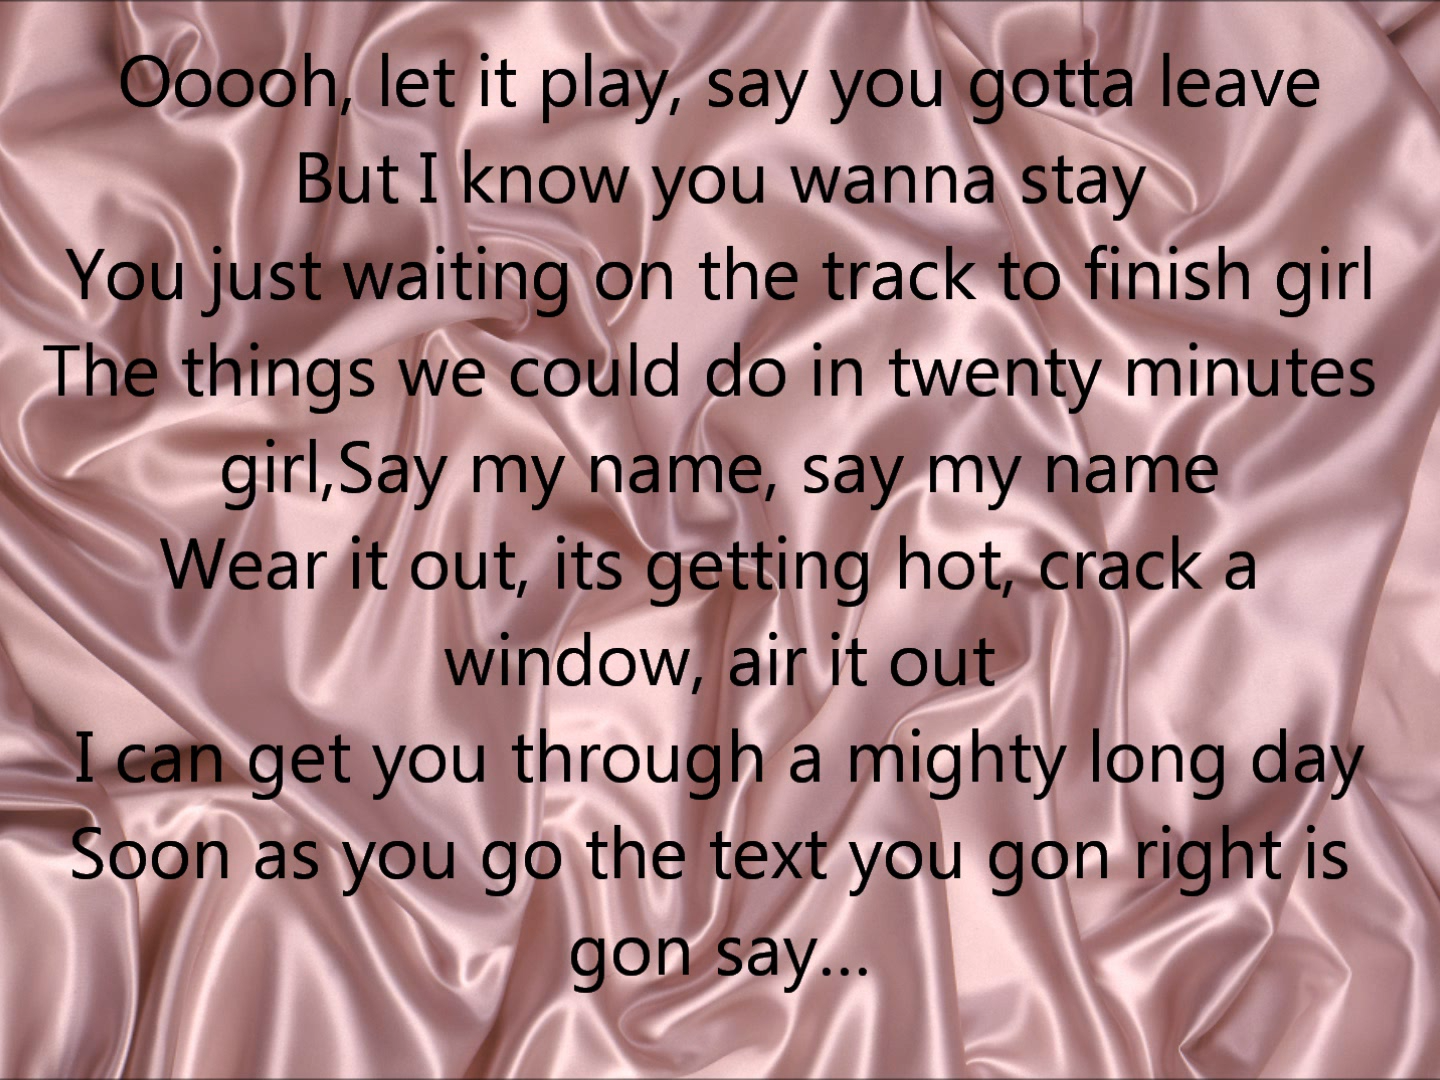 Ooooh, let it play, say you gotta leave
But I know you wanna stay
You just waiting on the track to finish girl
The things we could do in twenty minutes
girl,Say my name, say my name
Wear it out, its getting hot, crack a
window, air it out
I can get you through a mighty long day
Soon as you go the text you gon right is
gon say...